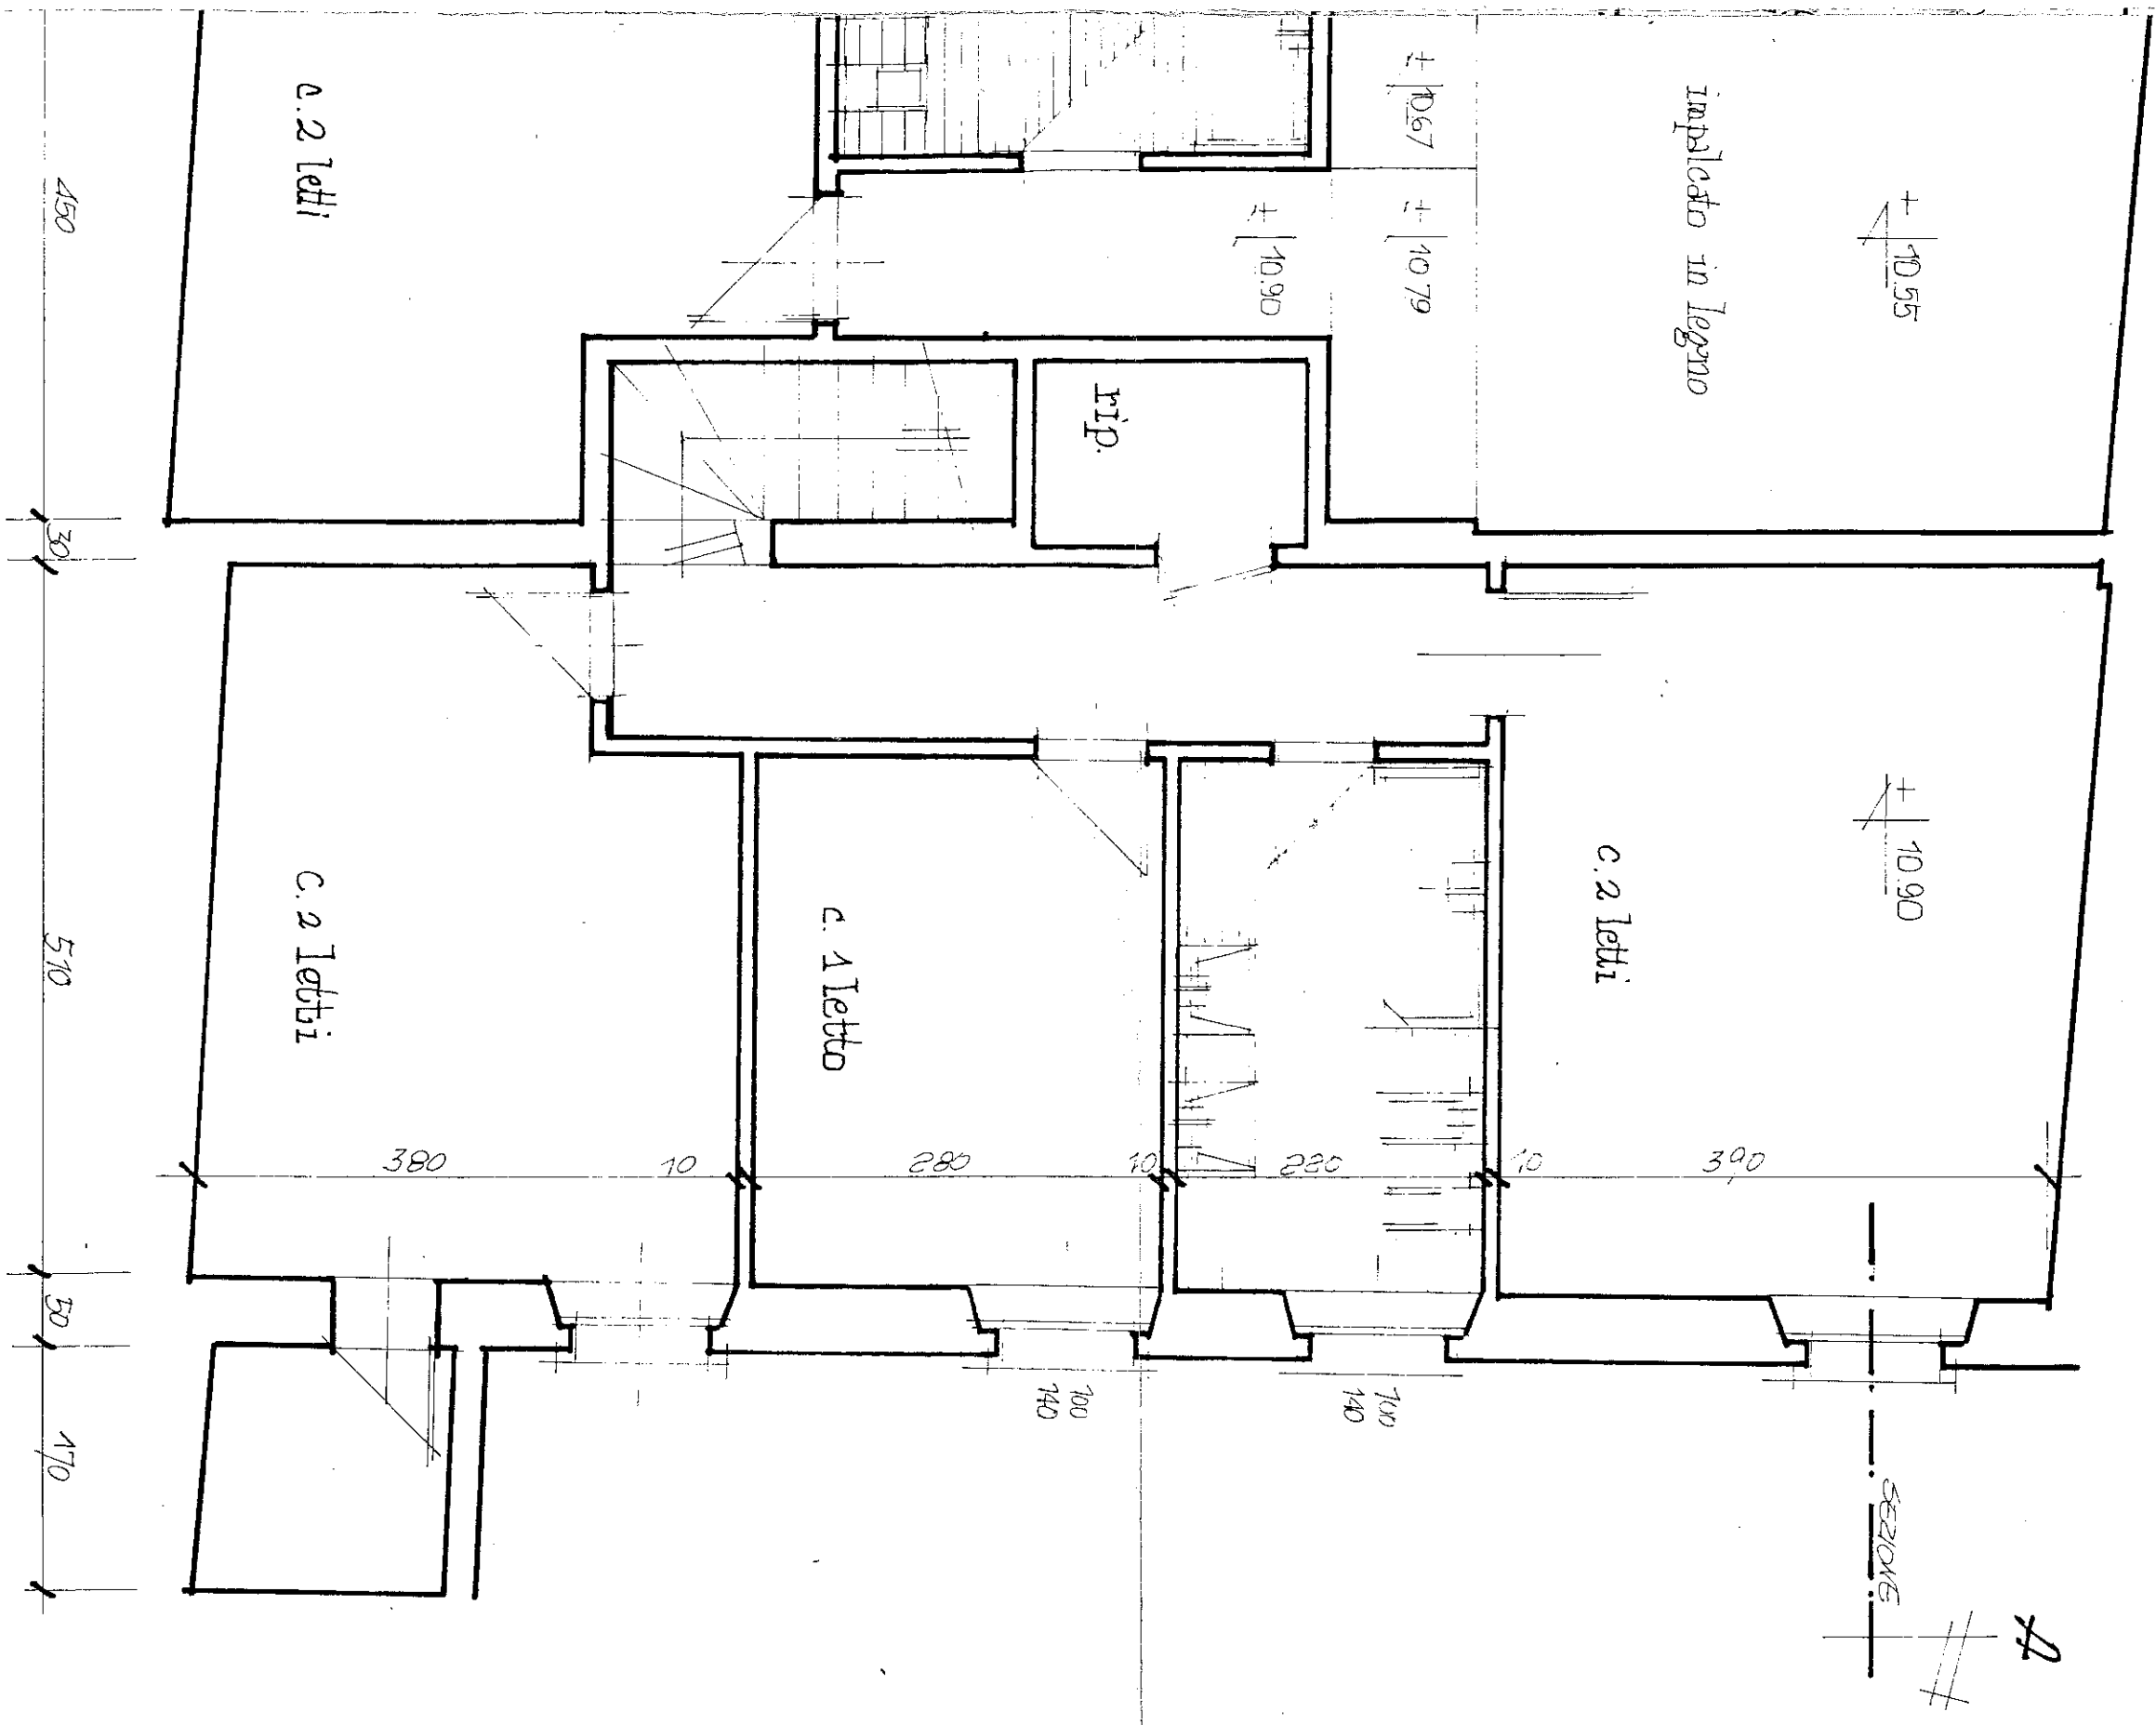 impalcato in legno
+ 10.55
+ 10.67
+ 10.79
+ 10.90
c. 2 letti
450
rip.
30
+ 10.90
c. 2 letti
c. 1 letto
c. 2 letti
510
380
10
280
10
220
10
390
50
100
140
100
140
170
SEZIONE
A